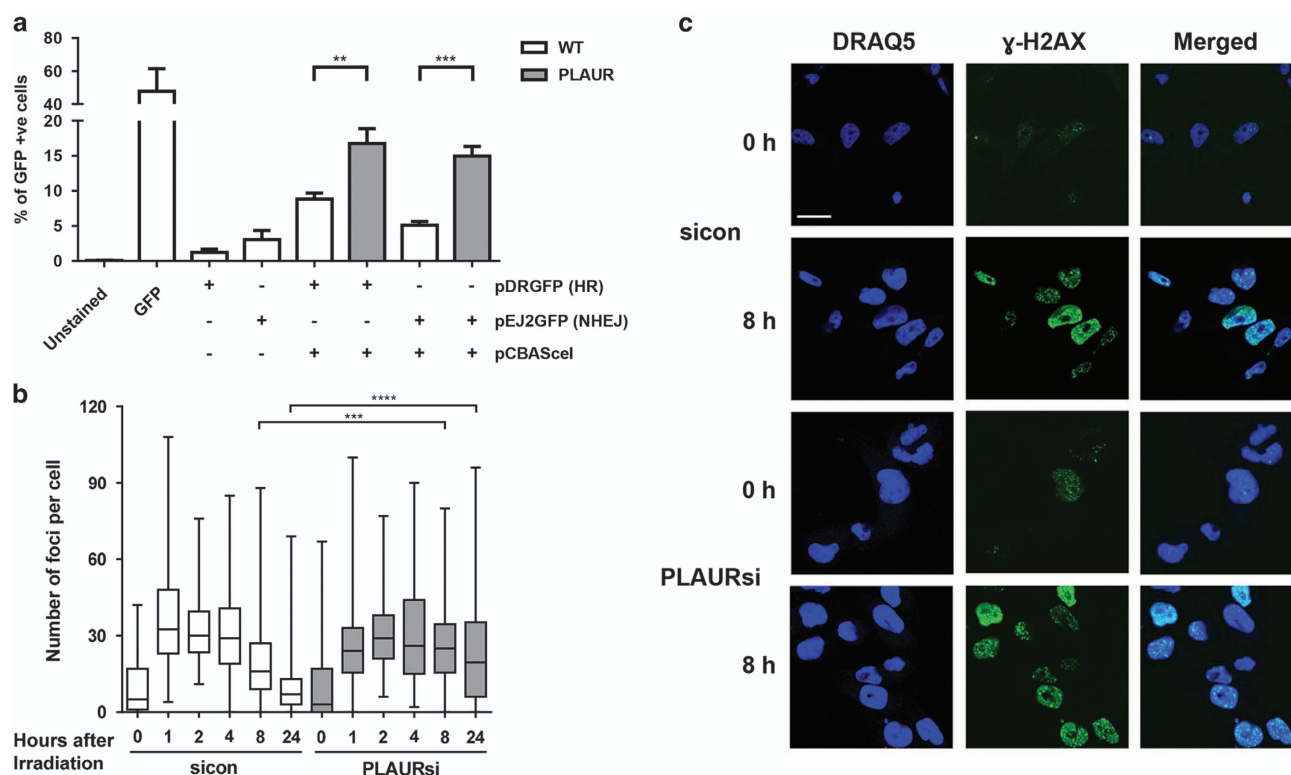 a
% of GFP +ve cells
80
60
40
20
15
10
5
0
WT
PLAUR
**
***
Unstained
GFP
+ - + + - - pDRGFP (HR)
- + - - + + pEJ2GFP (NHEJ)
- - + + + + pCBASceI
b
Number of foci per cell
120
90
60
30
0
****
***
Hours after
Irradiation
0 1 2 4 8 24 0 1 2 4 8 24
sicon PLAURsi
c
DRAQ5 γ-H2AX Merged
0 h
sicon
8 h
0 h
PLAURsi
8 h